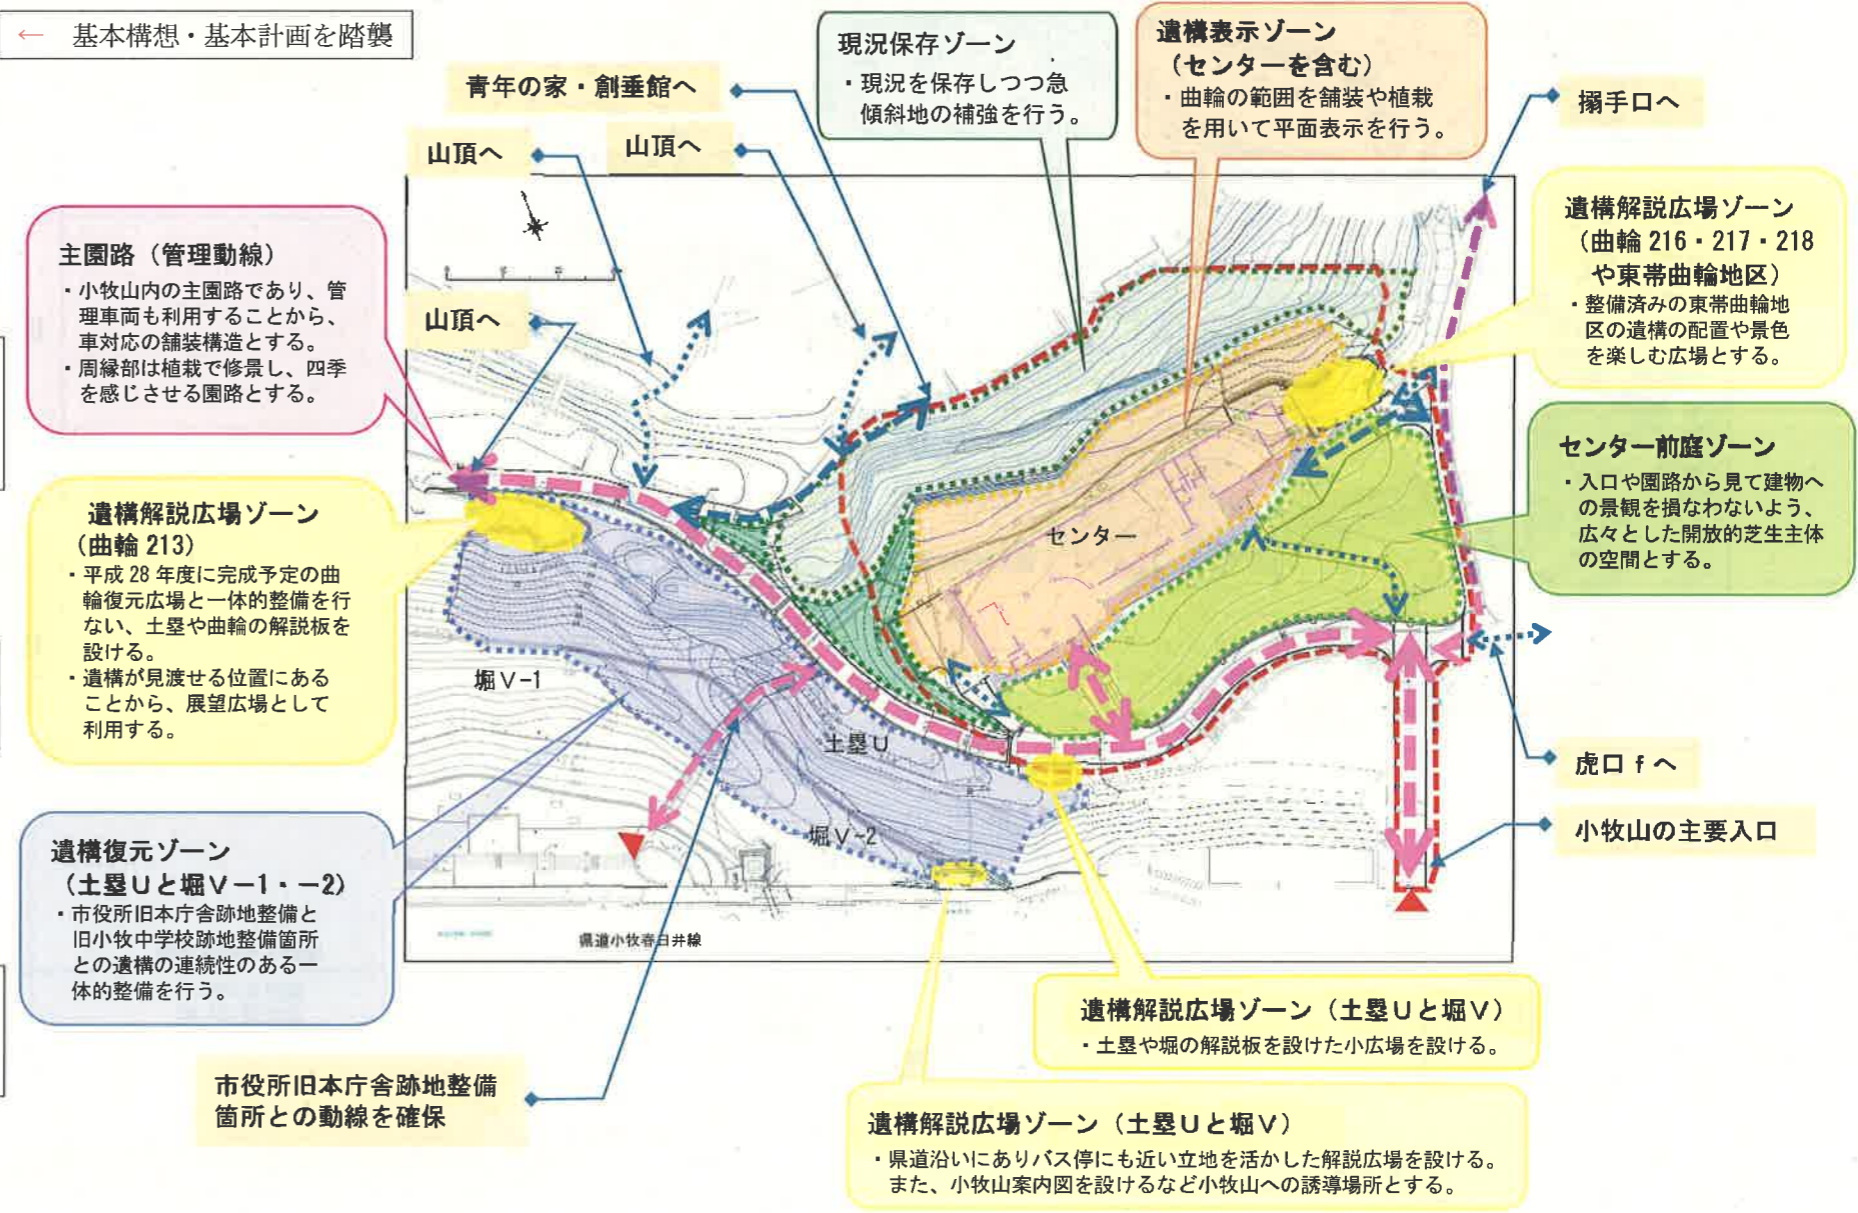 ← 基本構想・基本計画を踏襲
青年の家・創垂館へ
山頂へ
山頂へ
現況保存ゾーン
・現況を保存しつつ急
傾斜地の補強を行う。
遺構表示ゾーン
（センターを含む）
・曲輪の範囲を舗装や植栽
を用いて平面表示を行う。
搦手口へ
主園路（管理動線）
・小牧山内の主園路であり、管
理車両も利用することから、
車対応の舗装構造とする。
・周縁部は植栽で修景し、四季
を感じさせる園路とする。
山頂へ
遺構解説広場ゾーン
（曲輪 216・217・218
や東帯曲輪地区）
・整備済みの東帯曲輪地
区の遺構の配置や景色
を楽しむ広場とする。
センター前庭ゾーン
・入口や園路から見て建物へ
の景観を損なわないよう、
広々とした開放的芝生主体
の空間とする。
遺構解説広場ゾーン
（曲輪 213）
・平成 28 年度に完成予定の曲
輪復元広場と一体的整備を行
ない、土塁や曲輪の解説板を
設ける。
・遺構が見渡せる位置にある
ことから、展望広場として
利用する。
センター
堀Ⅴ-1
土塁U
堀Ⅴ-2
県道小牧春日井線
虎口 f へ
小牧山の主要入口
遺構復元ゾーン
（土塁Uと堀Ⅴ－1・－2）
・市役所旧本庁舎跡地整備と
旧小牧中学校跡地整備箇所
との遺構の連続性のある一
体的整備を行う。
市役所旧本庁舎跡地整備
箇所との動線を確保
遺構解説広場ゾーン（土塁Uと堀Ⅴ）
・土塁や堀の解説板を設けた小広場を設ける。
遺構解説広場ゾーン（土塁Uと堀Ⅴ）
・県道沿いにありバス停にも近い立地を活かした解説広場を設ける。
また、小牧山案内図を設けるなど小牧山への誘導場所とする。